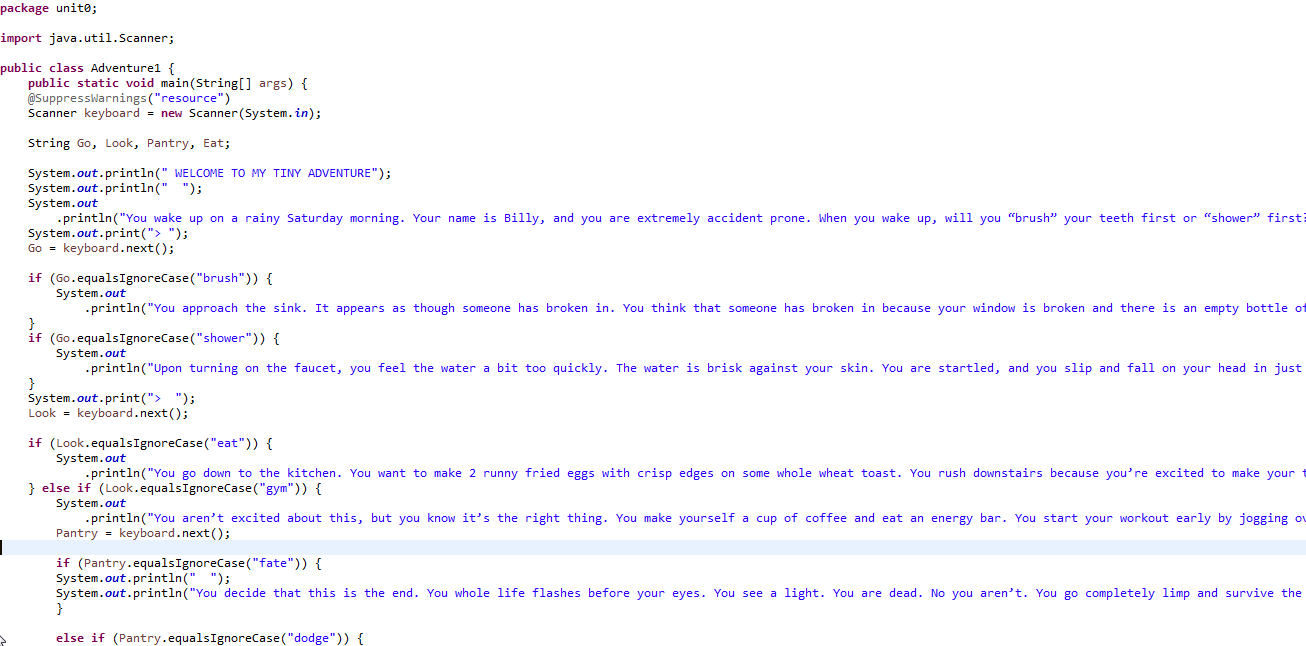 package unit0;
import java.util.Scanner;
public class Adventure1 {
public static void main(String[] args) {
@SuppressWarnings("resource")
Scanner keyboard = new Scanner(System.in);
String Go, Look, Pantry, Eat;
System.out.println(" WELCOME TO MY TINY ADVENTURE");
System.out.println("  ");
System.out
.println("You wake up on a rainy Saturday morning. Your name is Billy, and you are extremely accident prone. When you wake up, will you “brush” your teeth first or “shower” first?
System.out.print("> ");
Go = keyboard.next();
if (Go.equalsIgnoreCase("brush")) {
System.out
.println("You approach the sink. It appears as though someone has broken in. You think that someone has broken in because your window is broken and there is an empty bottle of
}
if (Go.equalsIgnoreCase("shower")) {
System.out
.println("Upon turning on the faucet, you feel the water a bit too quickly. The water is brisk against your skin. You are startled, and you slip and fall on your head in just
}
System.out.print(">  ");
Look = keyboard.next();
if (Look.equalsIgnoreCase("eat")) {
System.out
.println("You go down to the kitchen. You want to make 2 runny fried eggs with crisp edges on some whole wheat toast. You rush downstairs because you’re excited to make your t
} else if (Look.equalsIgnoreCase("gym")) {
System.out
.println("You aren’t excited about this, but you know it’s the right thing. You make yourself a cup of coffee and eat an energy bar. You start your workout early by jogging ov
Pantry = keyboard.next();
if (Pantry.equalsIgnoreCase("fate")) {
System.out.println("  ");
System.out.println("You decide that this is the end. You whole life flashes before your eyes. You see a light. You are dead. No you aren’t. You go completely limp and survive the
}
else if (Pantry.equalsIgnoreCase("dodge")) {